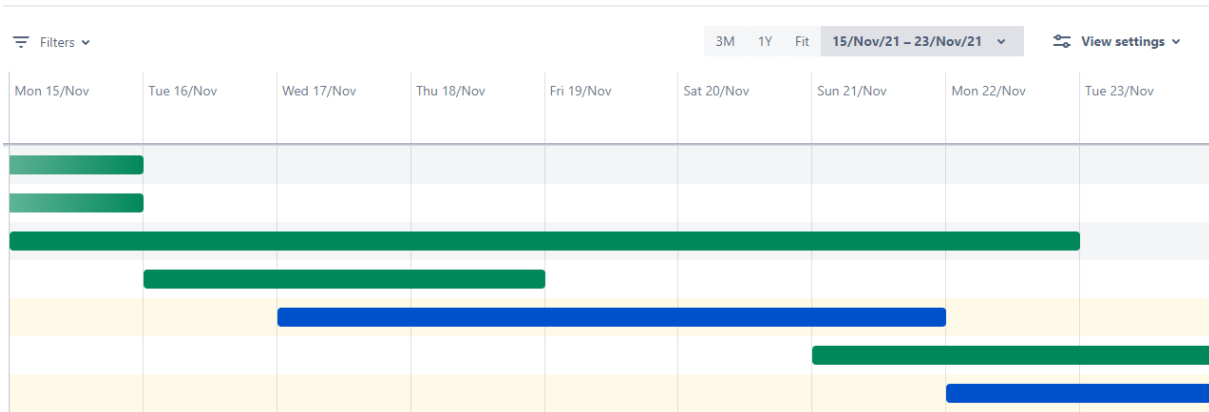 Filters
3M 1Y Fit 15/Nov/21 – 23/Nov/21 View settings
Mon 15/Nov Tue 16/Nov Wed 17/Nov Thu 18/Nov Fri 19/Nov Sat 20/Nov Sun 21/Nov Mon 22/Nov Tue 23/Nov